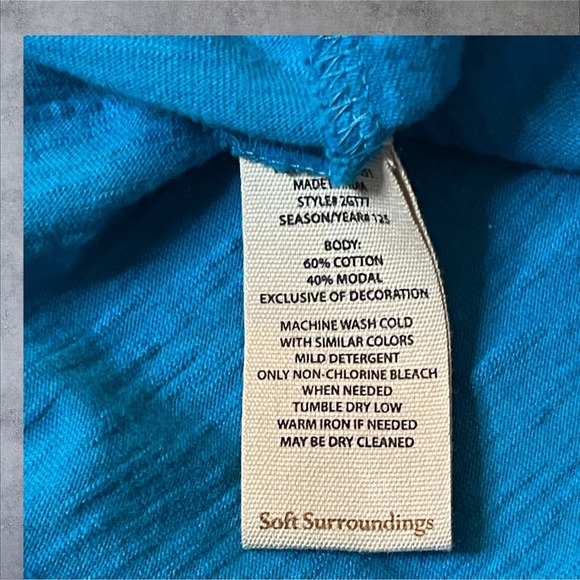 MADE
STYLE# 2GT77
SEASON/YEAR# 125
BODY:
60% COTTON
40% MODAL
EXCLUSIVE OF DECORATION
MACHINE WASH COLD
WITH SIMILAR COLORS
MILD DETERGENT
ONLY NON-CHLORINE BLEACH
WHEN NEEDED
TUMBLE DRY LOW
WARM IRON IF NEEDED
MAY BE DRY CLEANED
Soft Surroundings